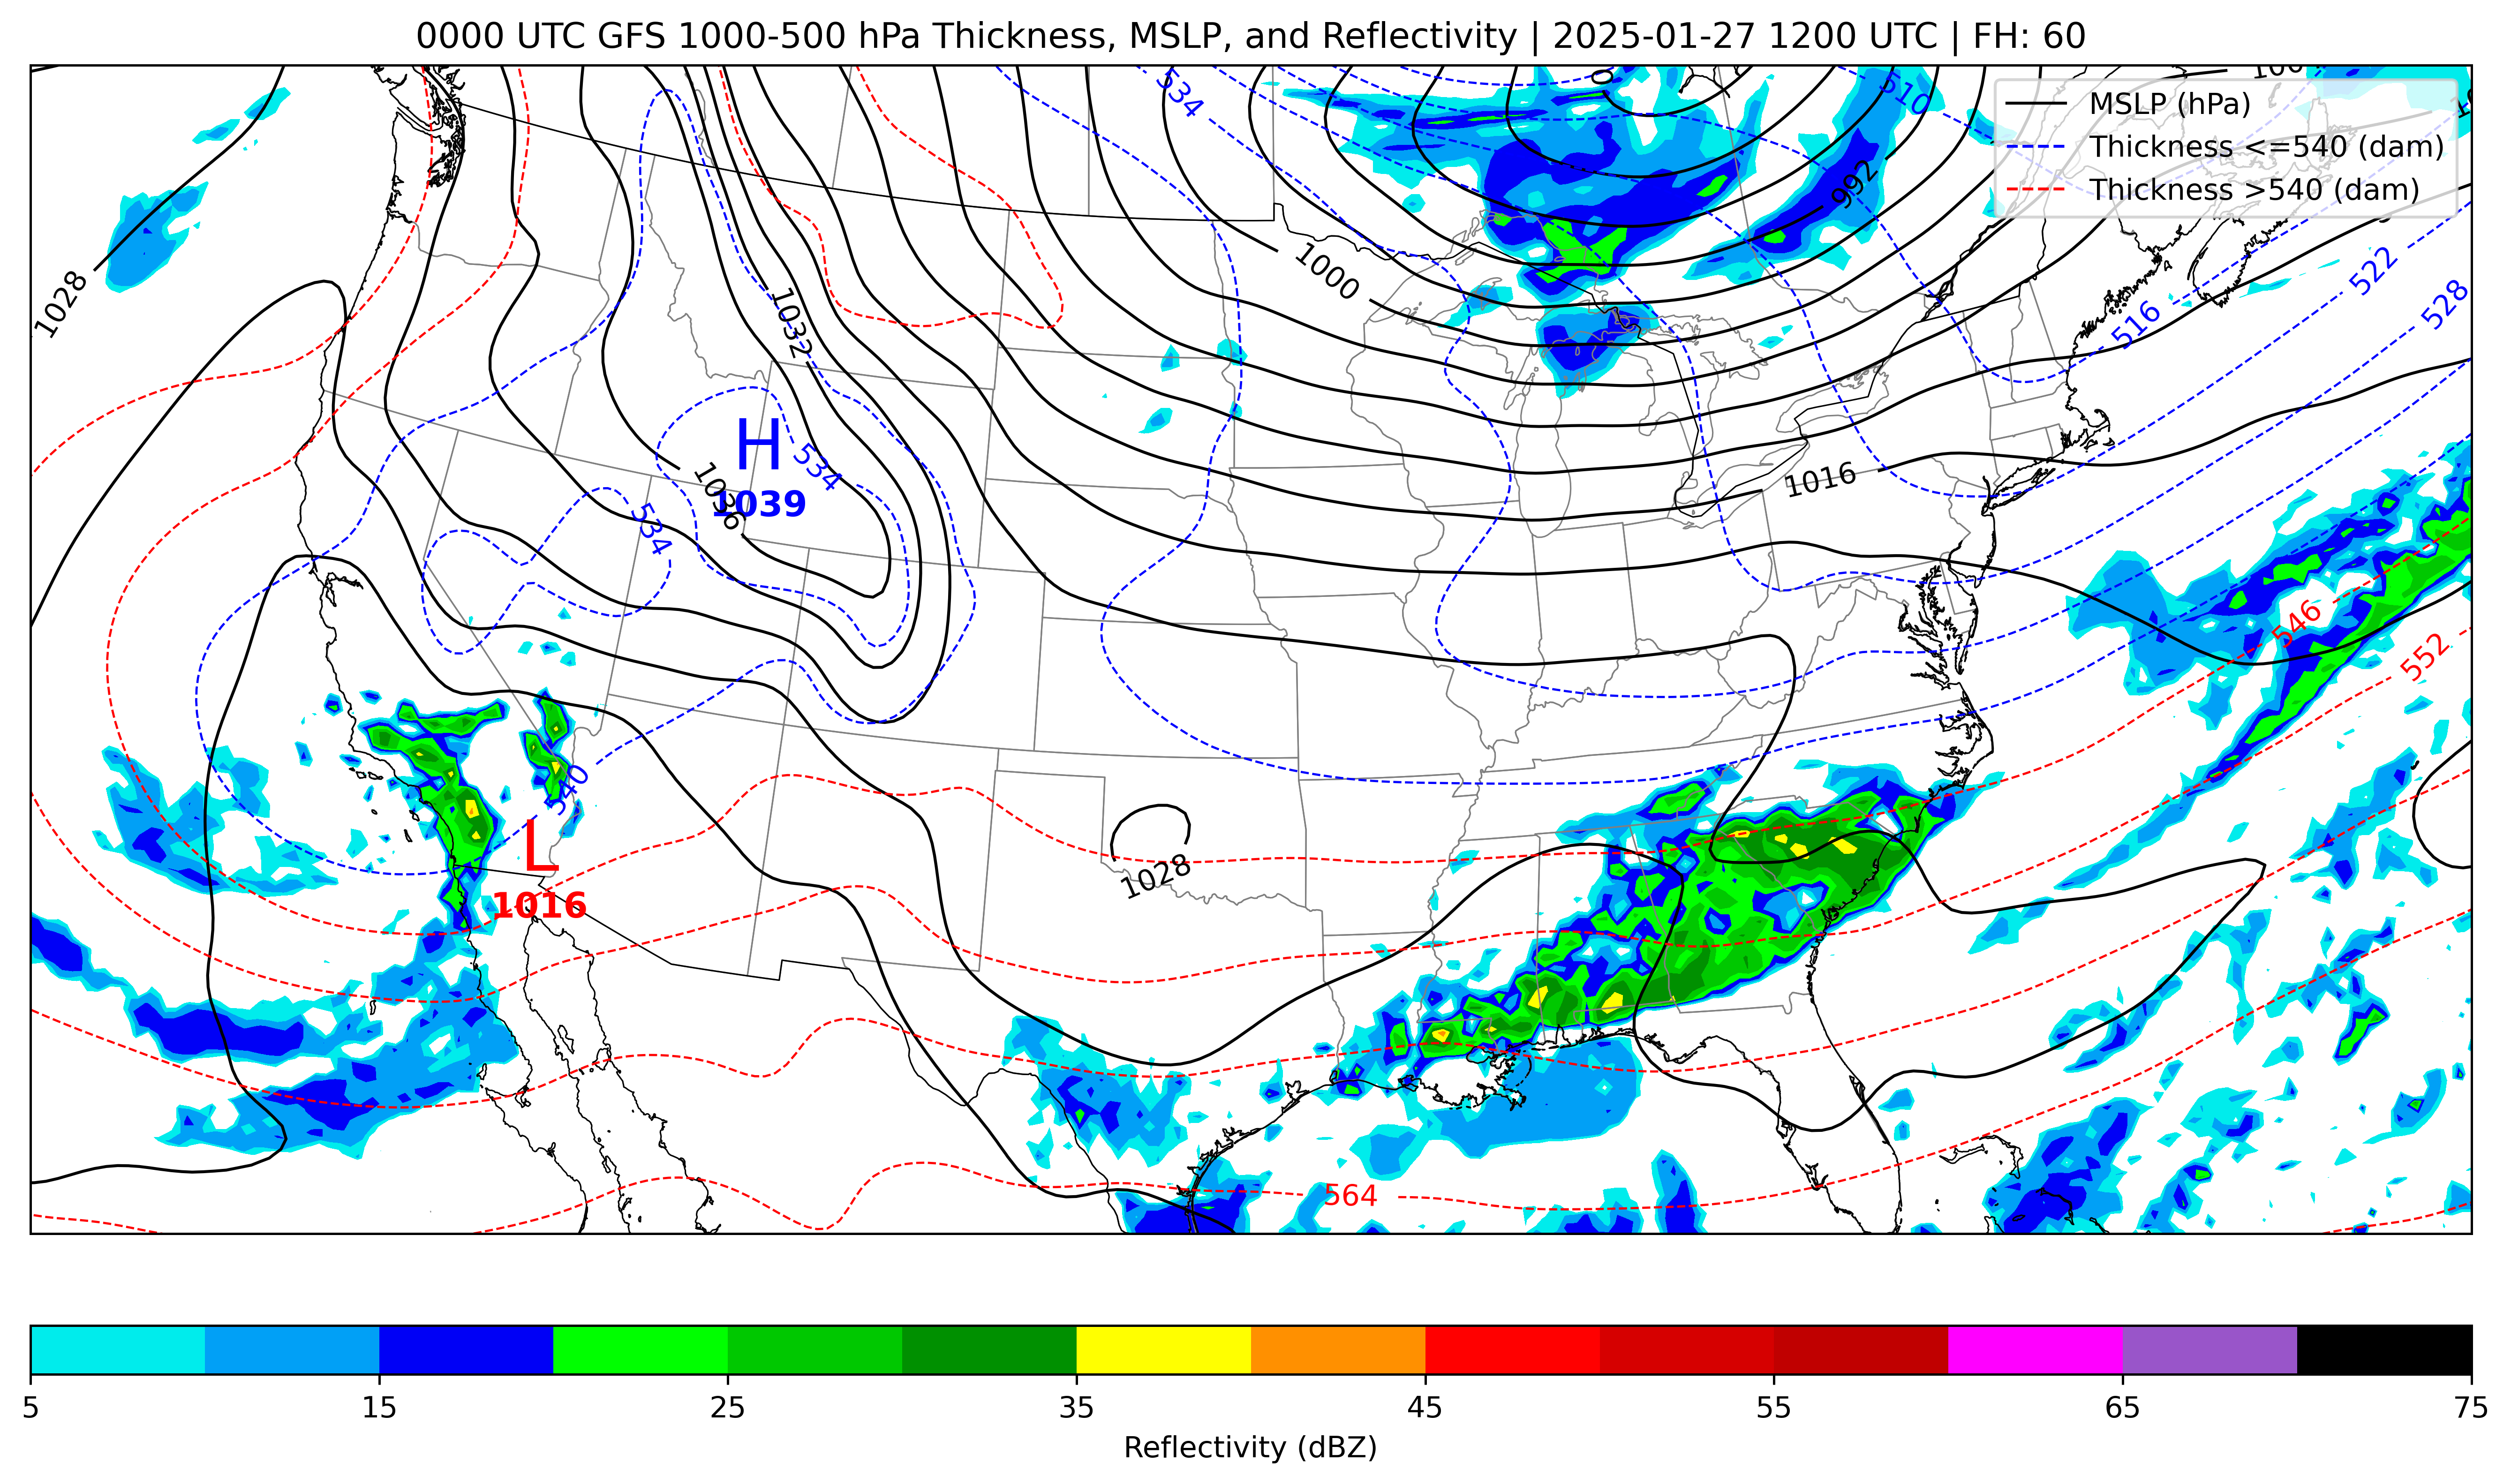 0000 UTC GFS 1000-500 hPa Thickness, MSLP, and Reflectivity | 2025-01-27 1200 UTC | FH: 60
MSLP (hPa)
Thickness <=540 (dam)
Thickness >540 (dam)
534
510
992
1028
1000
1032
522
528
516
H
1039
534
1036
534
1016
546
552
540
L
1016
1028
564
5 15 25 35 45 55 65 75
Reflectivity (dBZ)